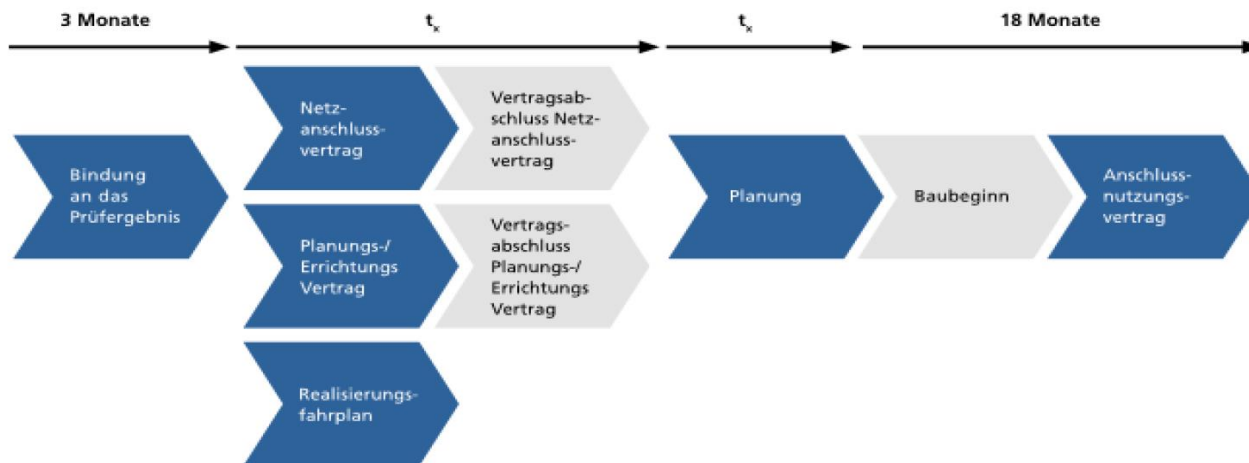 3 Monate
tₓ
tₓ
18 Monate
Bindung
an das
Prüfergebnis
Netz-
anschluss-
vertrag
Vertragsab-
schluss Netz-
anschluss-
vertrag
Planungs-/
Errichtungs
Vertrag
Vertrags-
abschluss
Planungs-/
Errichtungs
Vertrag
Realisierungs-
fahrplan
Planung
Baubeginn
Anschluss-
nutzungs-
vertrag